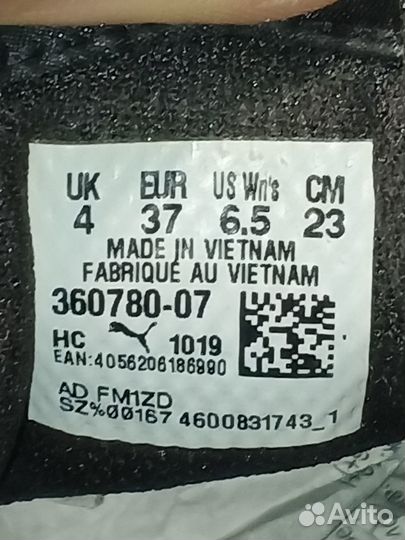 UK EUR US Wn's CM
4 37 6.5 23
MADE IN VIETNAM
FABRIQUÉ AU VIETNAM
360780-07
HC 1019
EAN:4056206186990
AD FM1ZD
SZ%00167 4600831743_1
Avito